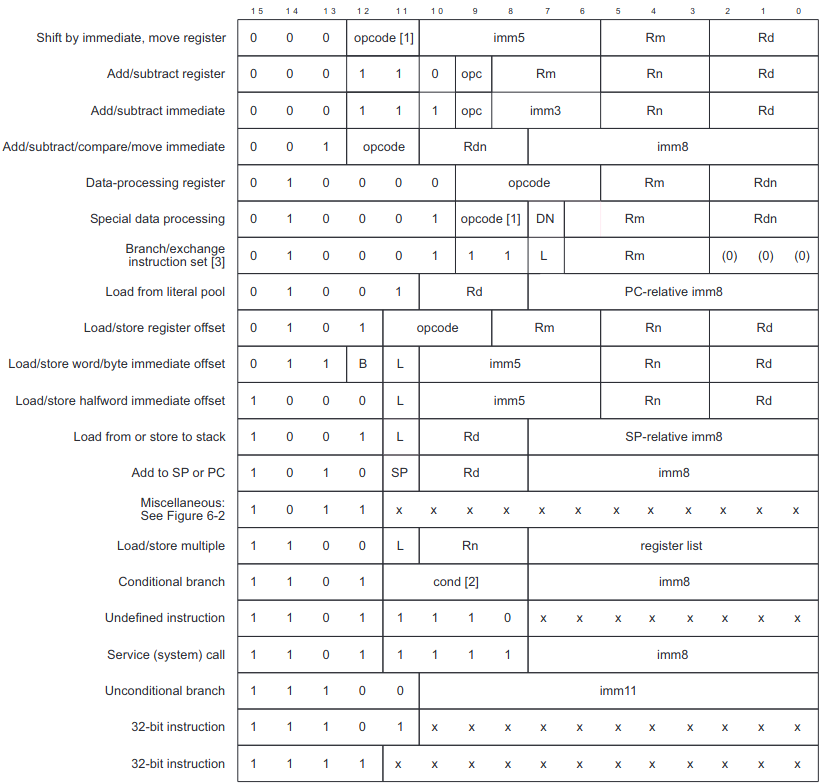 15 14 13 12 11 10 9 8 7 6 5 4 3 2 1 0
Shift by immediate, move register 0 0 0 opcode [1] imm5 Rm Rd
Add/subtract register 0 0 0 1 1 0 opc Rm Rn Rd
Add/subtract immediate 0 0 0 1 1 1 opc imm3 Rn Rd
Add/subtract/compare/move immediate 0 0 1 opcode Rdn imm8
Data-processing register 0 1 0 0 0 0 opcode Rm Rdn
Special data processing 0 1 0 0 0 1 opcode [1] DN Rm Rdn
Branch/exchange
instruction set [3] 0 1 0 0 0 1 1 1 L Rm (0) (0) (0)
Load from literal pool 0 1 0 0 1 Rd PC-relative imm8
Load/store register offset 0 1 0 1 opcode Rm Rn Rd
Load/store word/byte immediate offset 0 1 1 B L imm5 Rn Rd
Load/store halfword immediate offset 1 0 0 0 L imm5 Rn Rd
Load from or store to stack 1 0 0 1 L Rd SP-relative imm8
Add to SP or PC 1 0 1 0 SP Rd imm8
Miscellaneous:
See Figure 6-2 1 0 1 1 x x x x x x x x x x x x
Load/store multiple 1 1 0 0 L Rn register list
Conditional branch 1 1 0 1 cond [2] imm8
Undefined instruction 1 1 0 1 1 1 1 0 x x x x x x x x
Service (system) call 1 1 0 1 1 1 1 1 imm8
Unconditional branch 1 1 1 0 0 imm11
32-bit instruction 1 1 1 0 1 x x x x x x x x x x x
32-bit instruction 1 1 1 1 x x x x x x x x x x x x